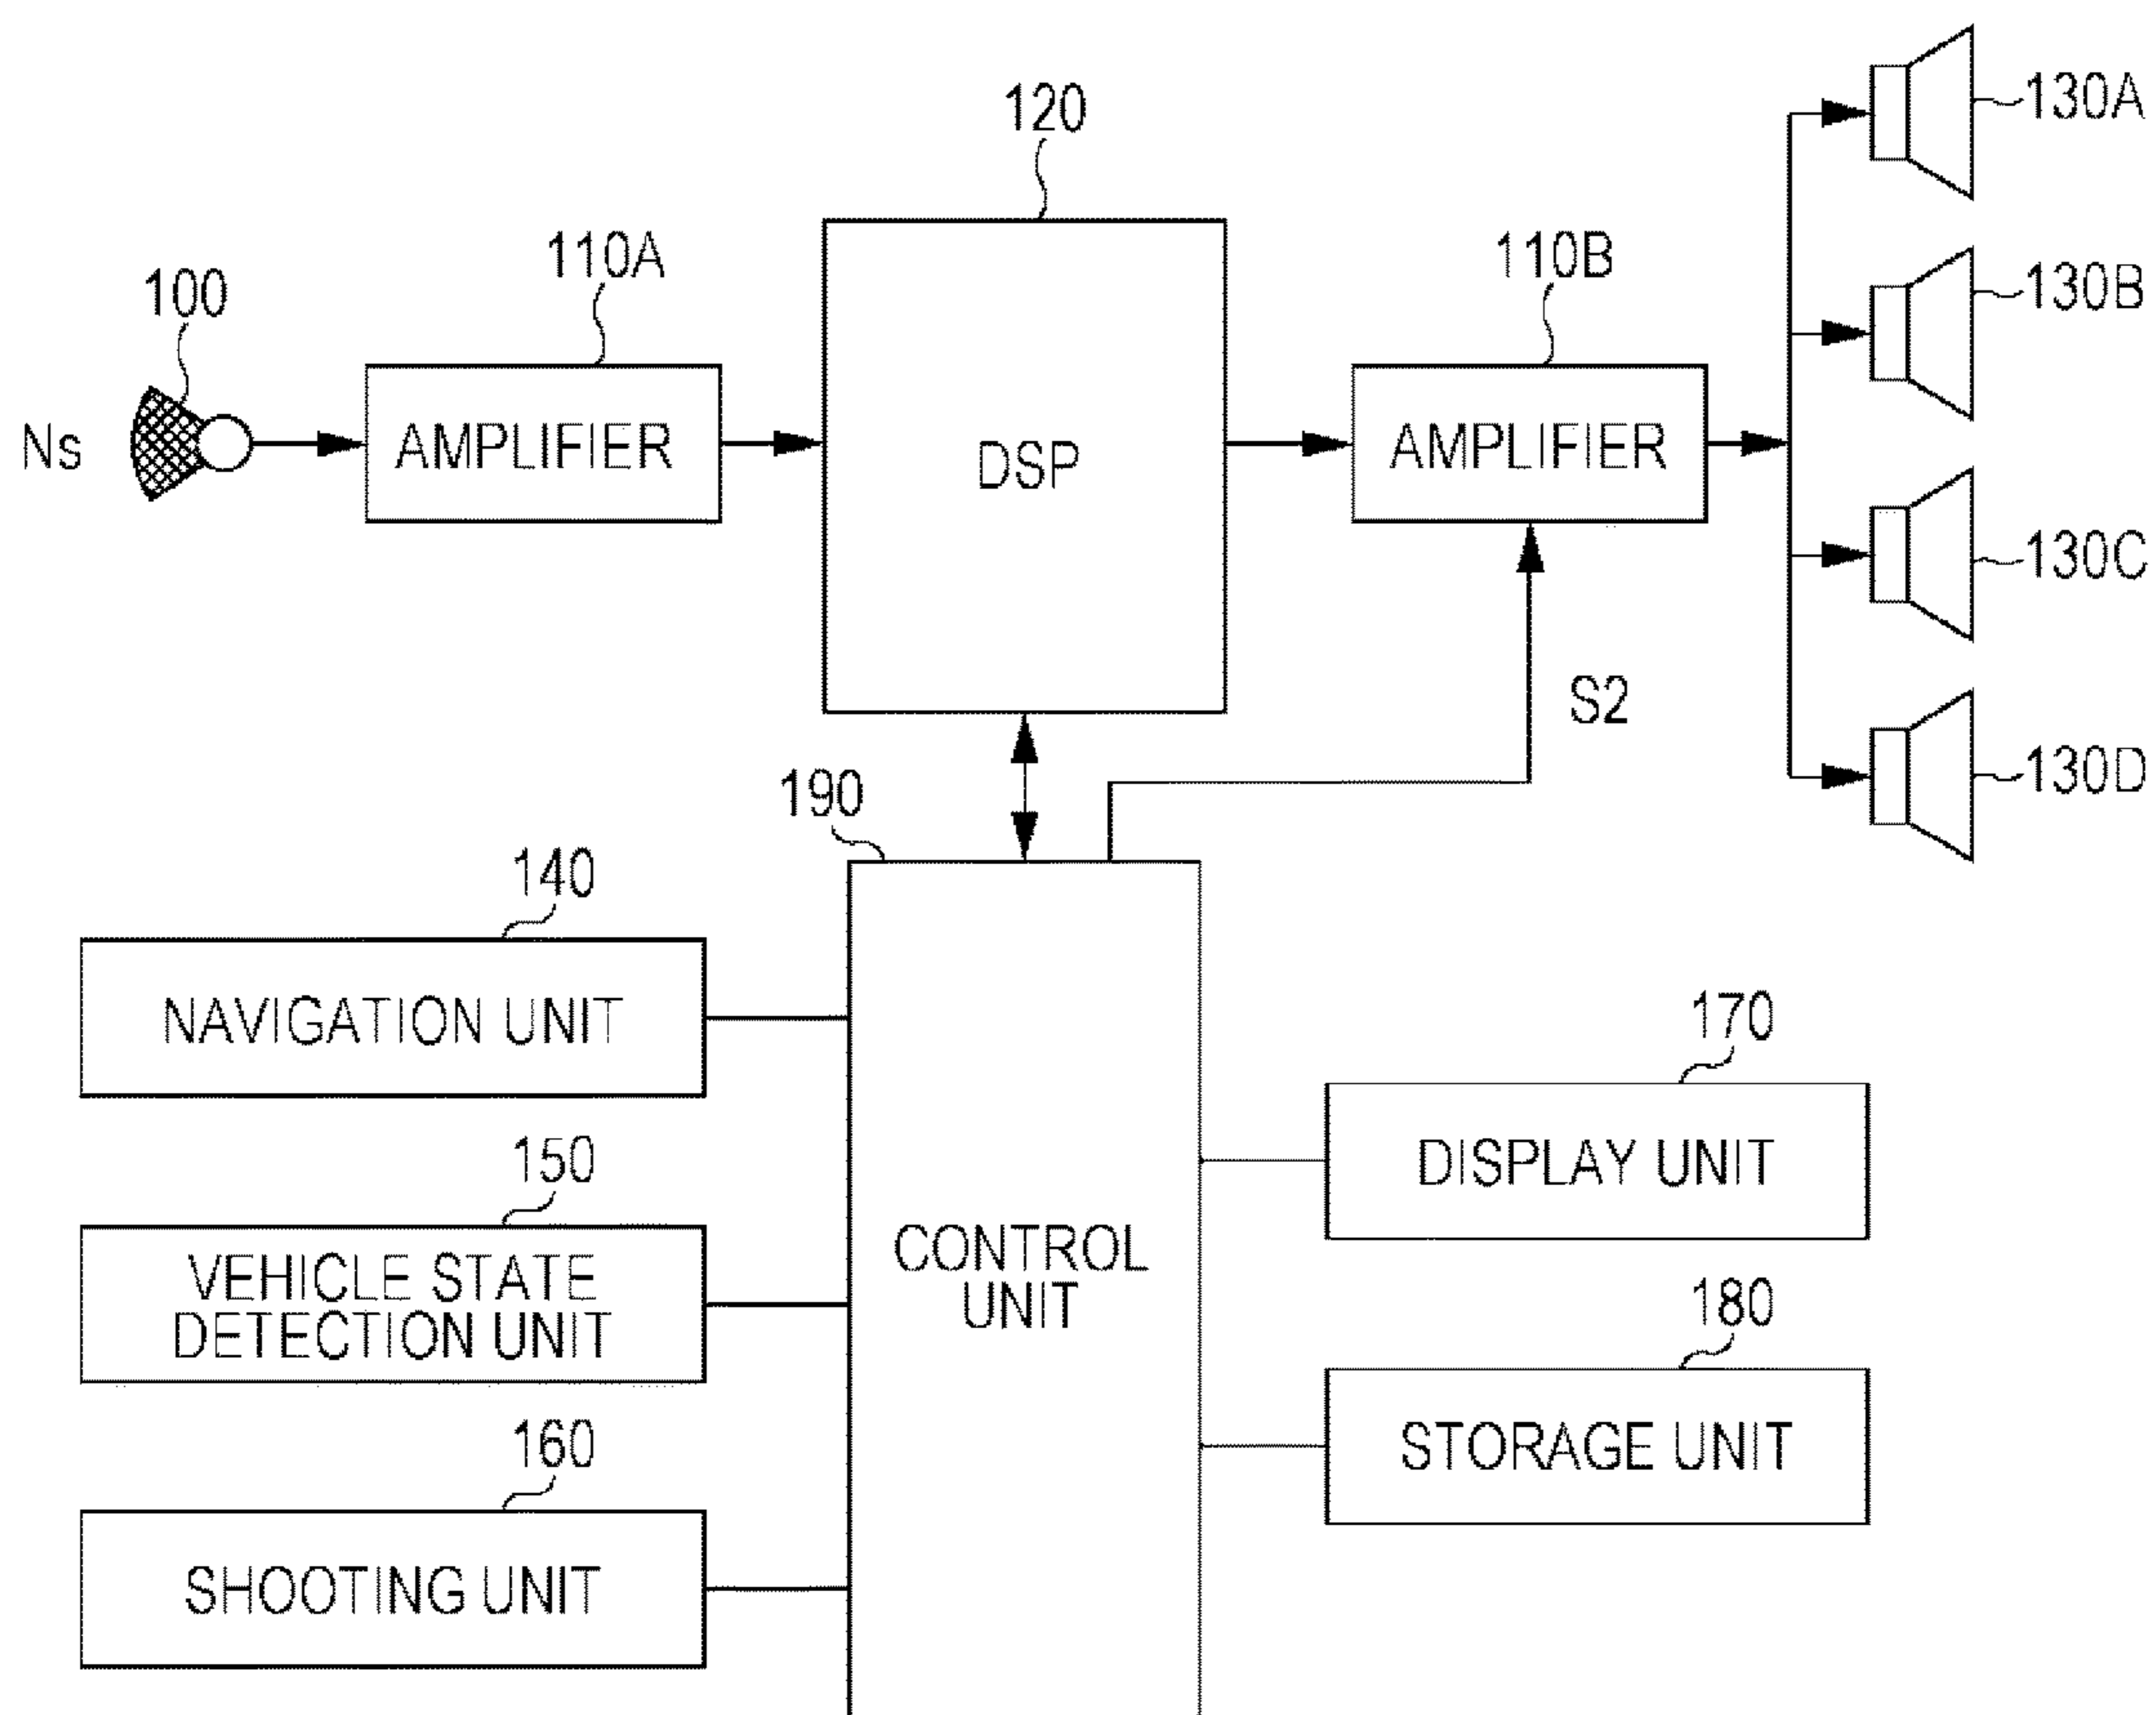 120
130A
110A
110B
130B
100
Ns
AMPLIFIER
DSP
AMPLIFIER
130C
S2
130D
190
140
NAVIGATION UNIT
170
DISPLAY UNIT
150
VEHICLE STATE
DETECTION UNIT
CONTROL
UNIT
180
STORAGE UNIT
160
SHOOTING UNIT